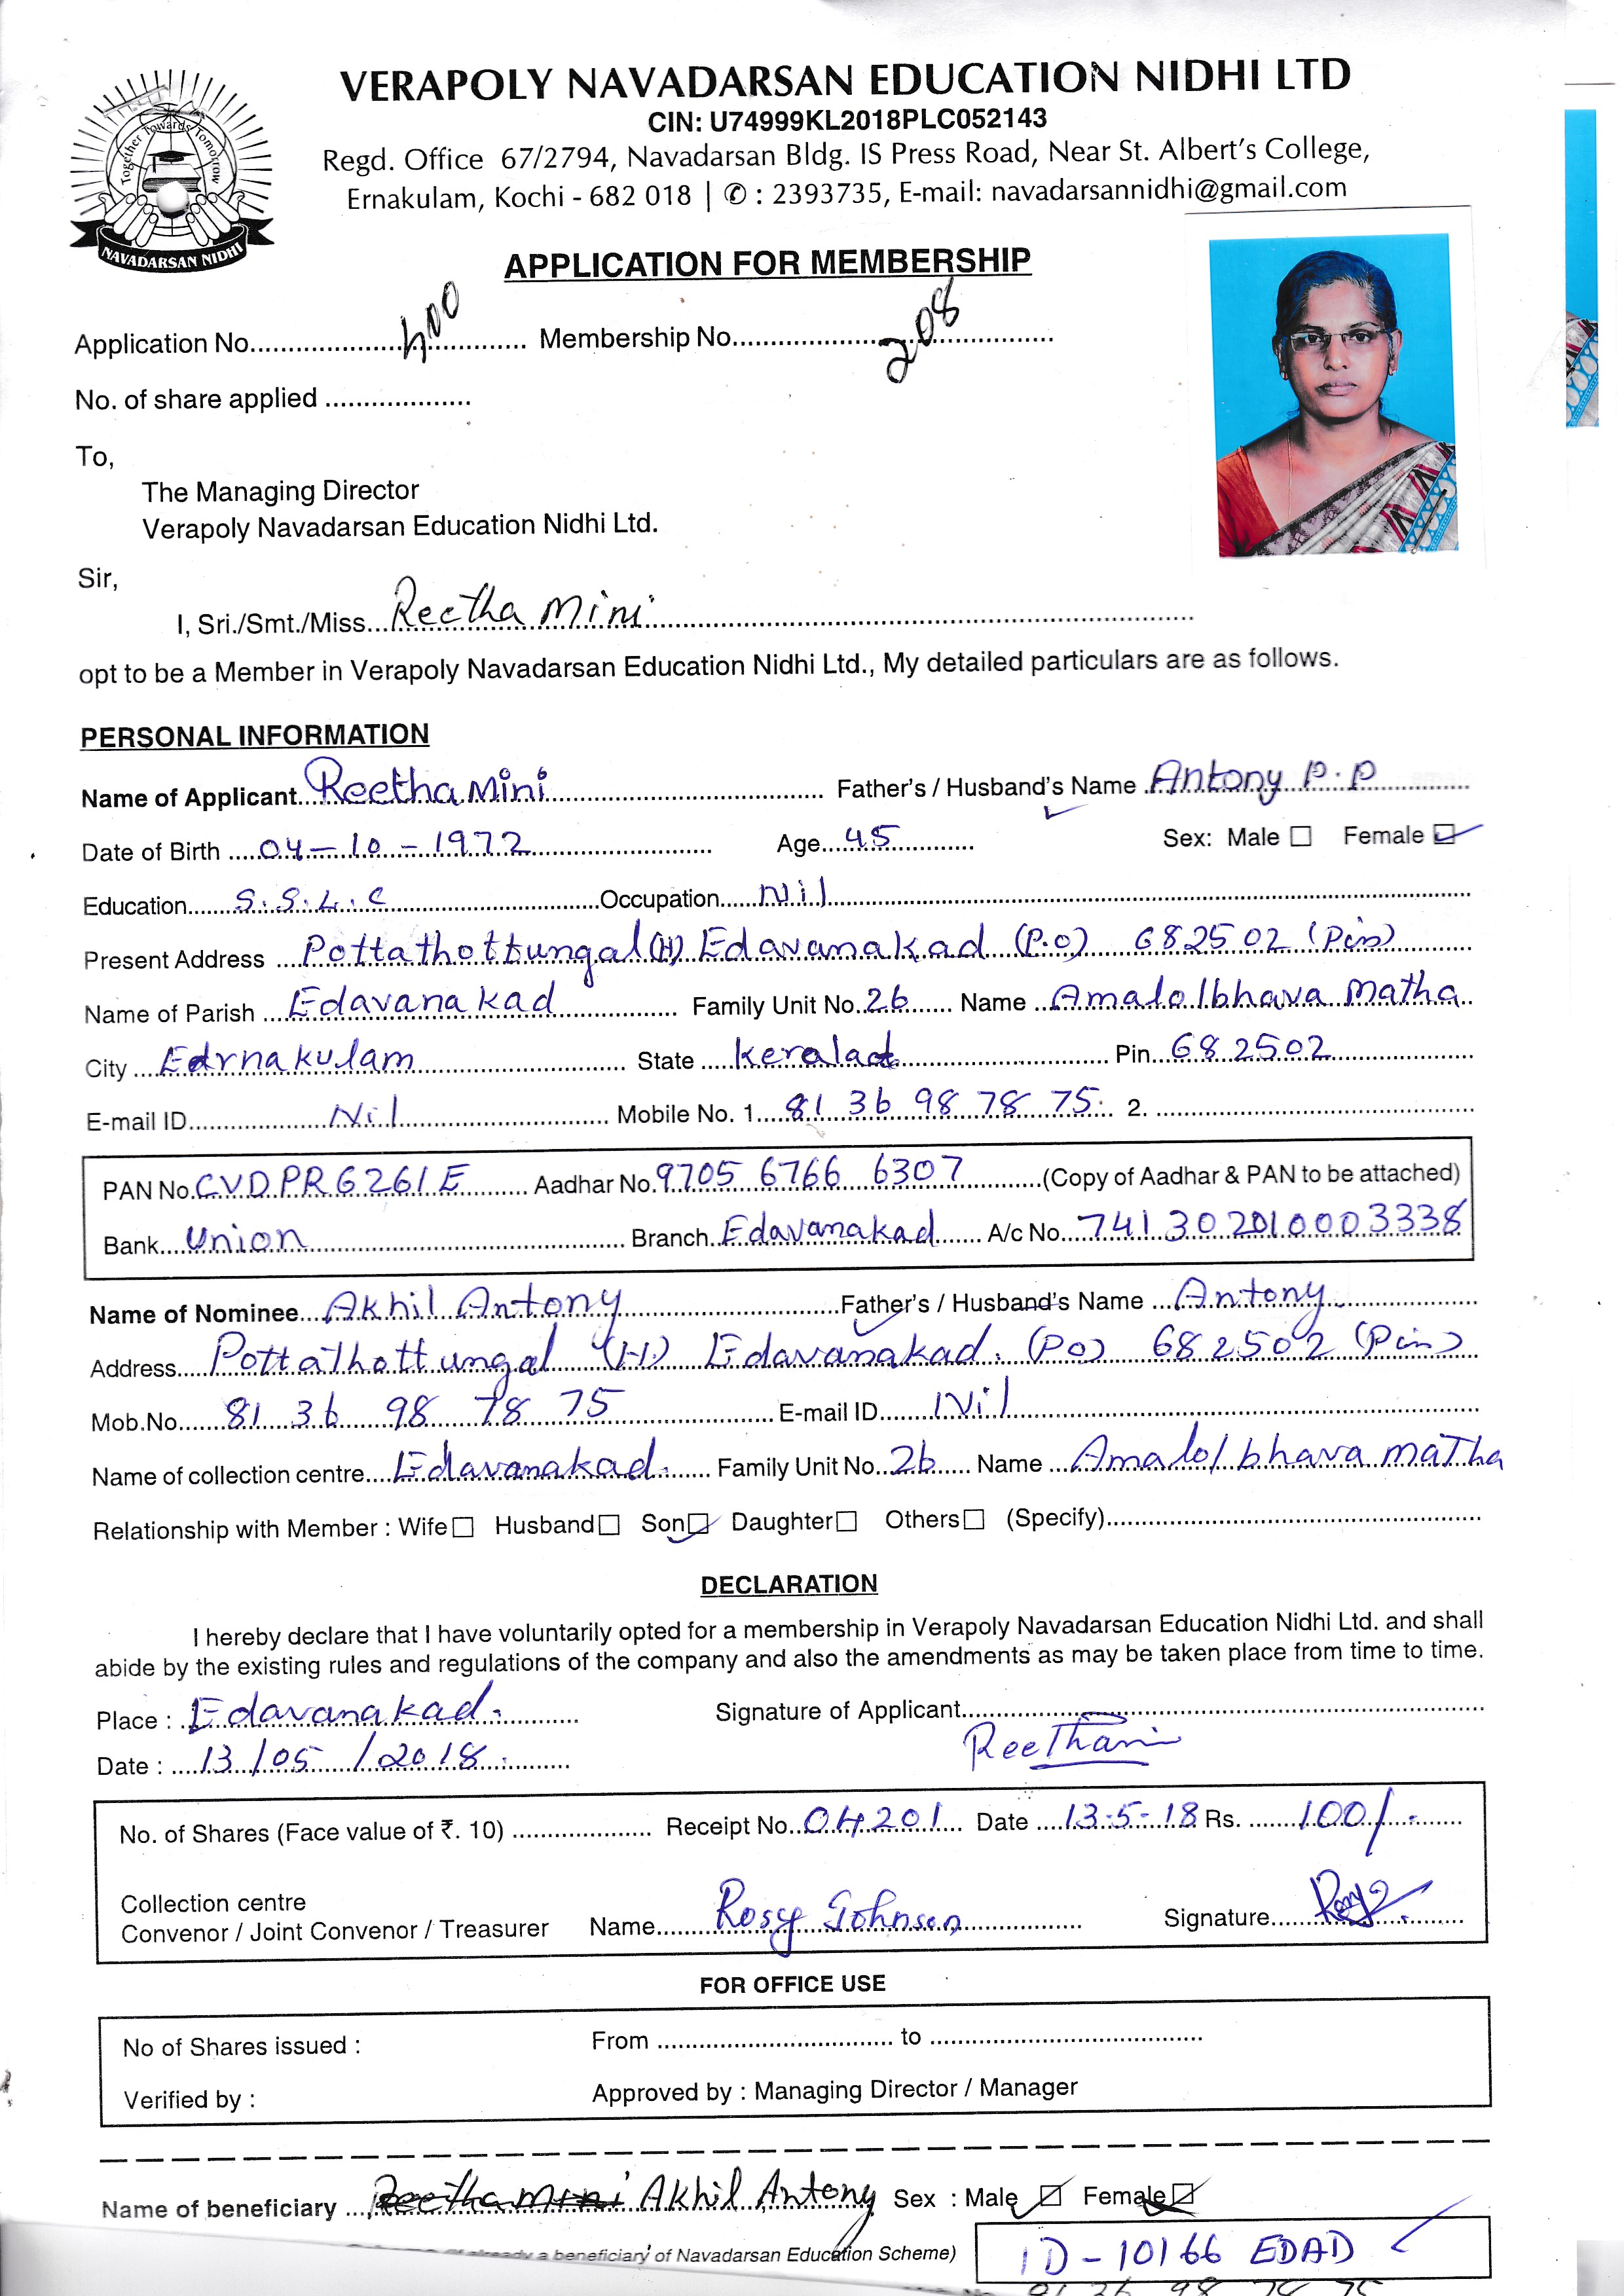 VERAPOLY NAVADARSAN EDUCATION NIDHI LTD
CIN: U74999KL2018PLC052143
Regd. Office 67/2794, Navadarsan Bldg. IS Press Road, Near St. Albert's College,
Ernakulam, Kochi - 682 018 | ✆ : 2393735, E-mail: navadarsannidhi@gmail.com
Together Towards Tomorrow
NAVADARSAN NIDHI
APPLICATION FOR MEMBERSHIP
Application No. 400 Membership No. 208
No. of share applied
To,
The Managing Director
Verapoly Navadarsan Education Nidhi Ltd.
Sir,
I, Sri./Smt./Miss. Reetha Mini
opt to be a Member in Verapoly Navadarsan Education Nidhi Ltd., My detailed particulars are as follows.
PERSONAL INFORMATION
Name of Applicant Reetha Mini Father's / Husband's Name Antony P.P
Date of Birth 04-10-1972 Age 45 Sex: Male Female
Education S.S.L.C Occupation Nil
Present Address Pottathottungal (H) Edavanakad (P.O) 682502 (Pin)
Name of Parish Edavanakad Family Unit No. 26 Name Amalolbhava Matha
City Edrnakulam State Kerala Pin 682502
E-mail ID Nil Mobile No. 1. 81 36 98 78 75 2.
PAN No. CVDPR6261E Aadhar No. 9705 6766 6307 (Copy of Aadhar & PAN to be attached)
Bank Union Branch Edavanakad A/c No. 741302010003338
Name of Nominee Akhil Antony Father's / Husband's Name Antony
Address Pottathottungal (H) Edavanakad. (PO) 682502 (Pin)
Mob.No. 81 36 98 78 75 E-mail ID Nil
Name of collection centre Edavanakad. Family Unit No. 26 Name Amalolbhava maTha
Relationship with Member : Wife Husband Son Daughter Others (Specify)
DECLARATION
I hereby declare that I have voluntarily opted for a membership in Verapoly Navadarsan Education Nidhi Ltd. and shall
abide by the existing rules and regulations of the company and also the amendments as may be taken place from time to time.
Place : Edavanakad. Signature of Applicant
Date : 13/05/2018. ReeThami
No. of Shares (Face value of ₹. 10) Receipt No. 04201 Date 13-5-18 Rs. 100/-
Collection centre
Convenor / Joint Convenor / Treasurer Name Rosy Johnson Signature Rosy
FOR OFFICE USE
No of Shares issued : From to
Verified by : Approved by : Managing Director / Manager
Name of beneficiary Reetha Mini Akhil Antony Sex : Male Female
already a beneficiary of Navadarsan Education Scheme) ID-10166 EDAD
81 36 98 78 75